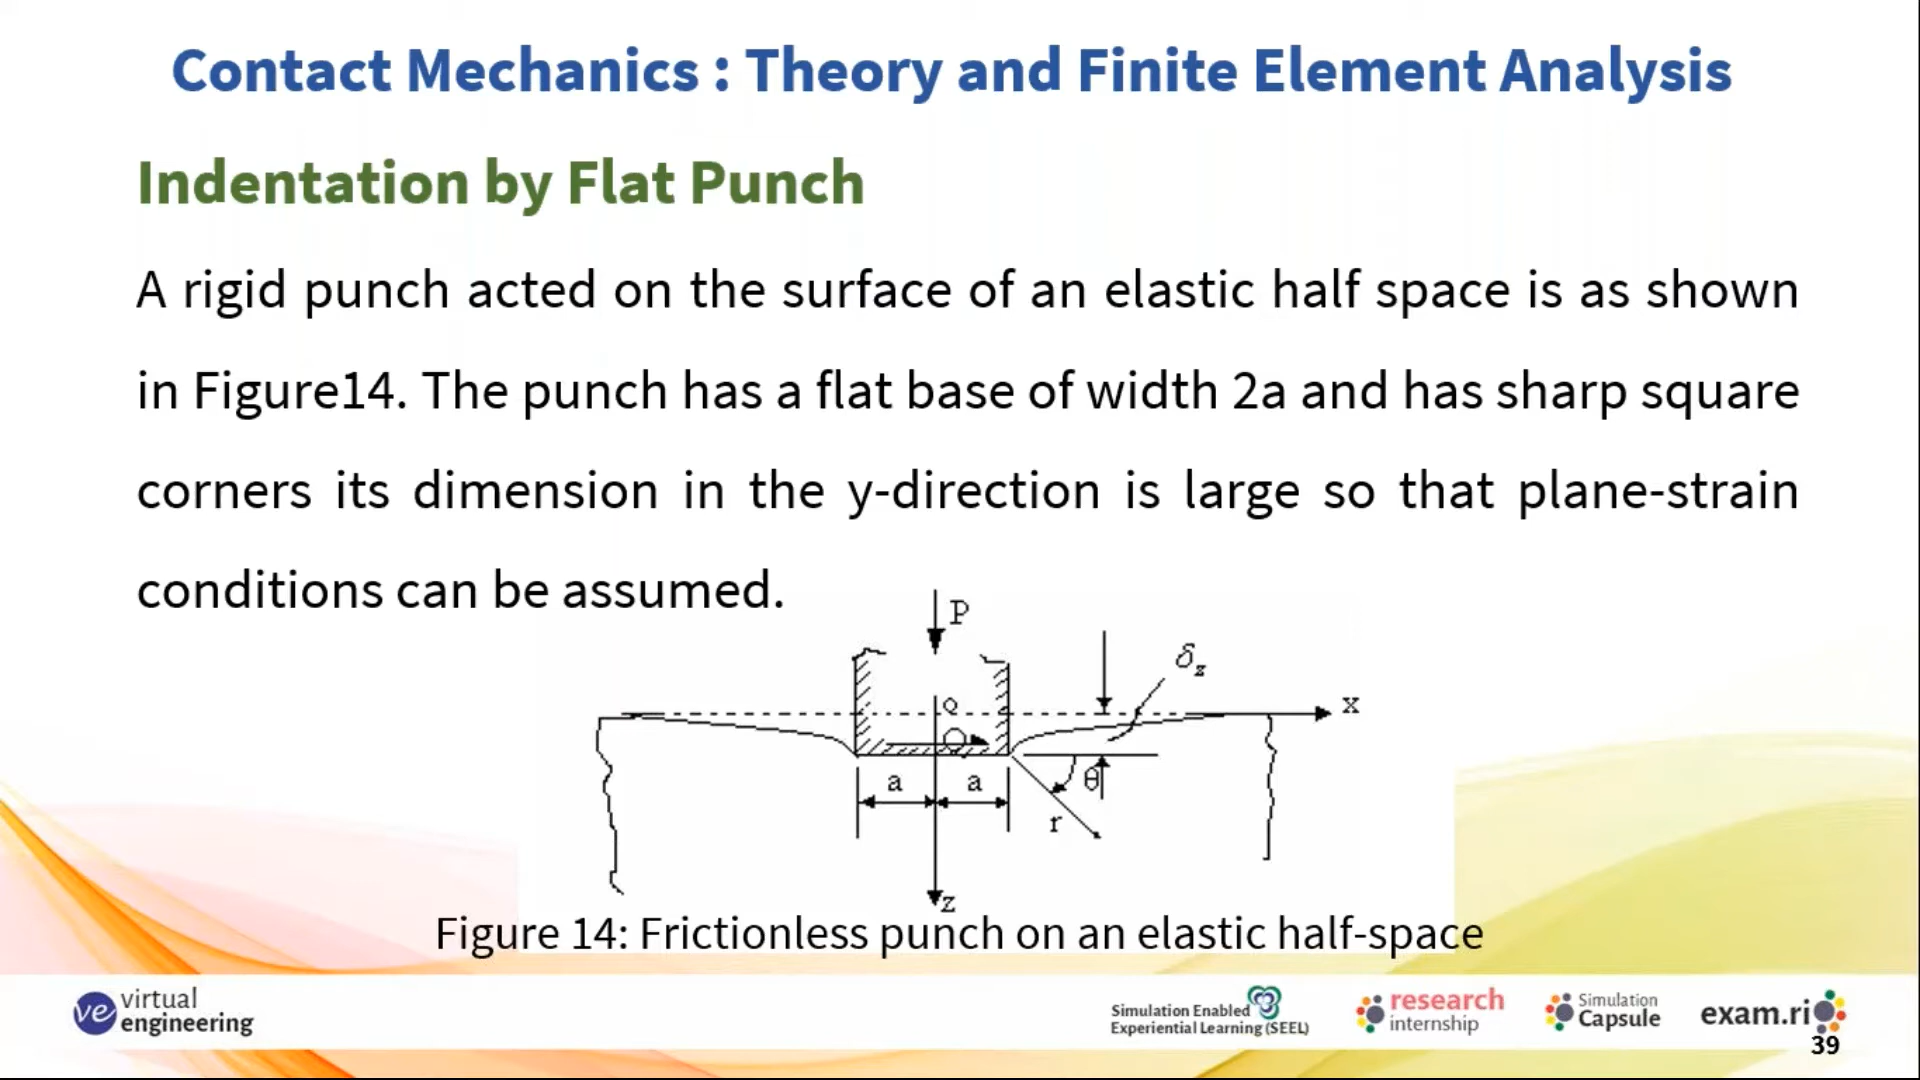 Contact Mechanics : Theory and Finite Element Analysis
Indentation by Flat Punch
A rigid punch acted on the surface of an elastic half space is as shown
in Figure14. The punch has a flat base of width 2a and has sharp square
corners its dimension in the y-direction is large so that plane-strain
conditions can be assumed.
P
δz
x
a
a
θ
r
z
Figure 14: Frictionless punch on an elastic half-space
ve virtual
engineering
Simulation Enabled
Experiential Learning (SEEL)
research
internship
Simulation
Capsule
exam.ri
39